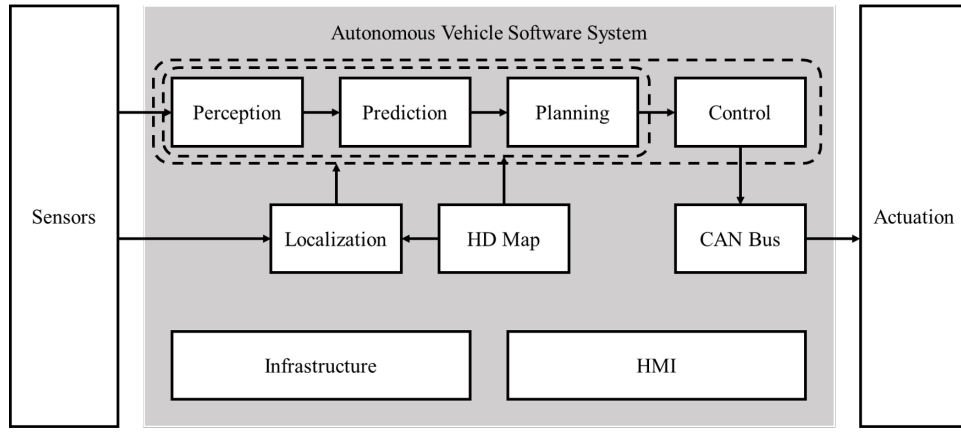 Autonomous Vehicle Software System
Perception
Prediction
Planning
Control
Sensors
Localization
HD Map
CAN Bus
Actuation
Infrastructure
HMI